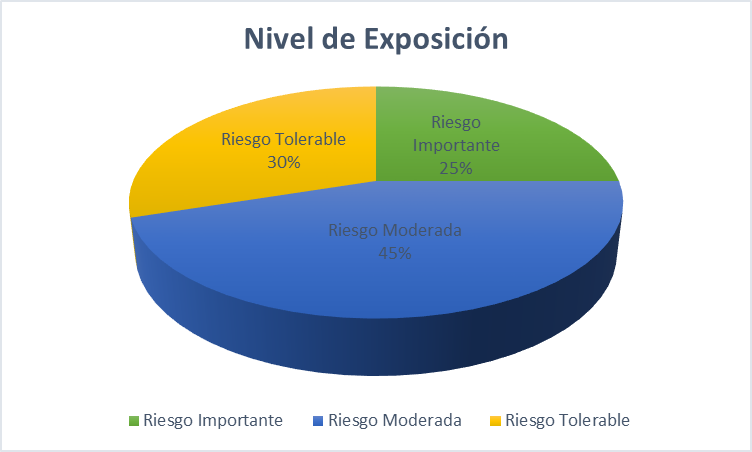 Nivel de Exposición
Riesgo Tolerable
30%
Riesgo
Importante
25%
Riesgo Moderada
45%
Riesgo Importante
Riesgo Moderada
Riesgo Tolerable